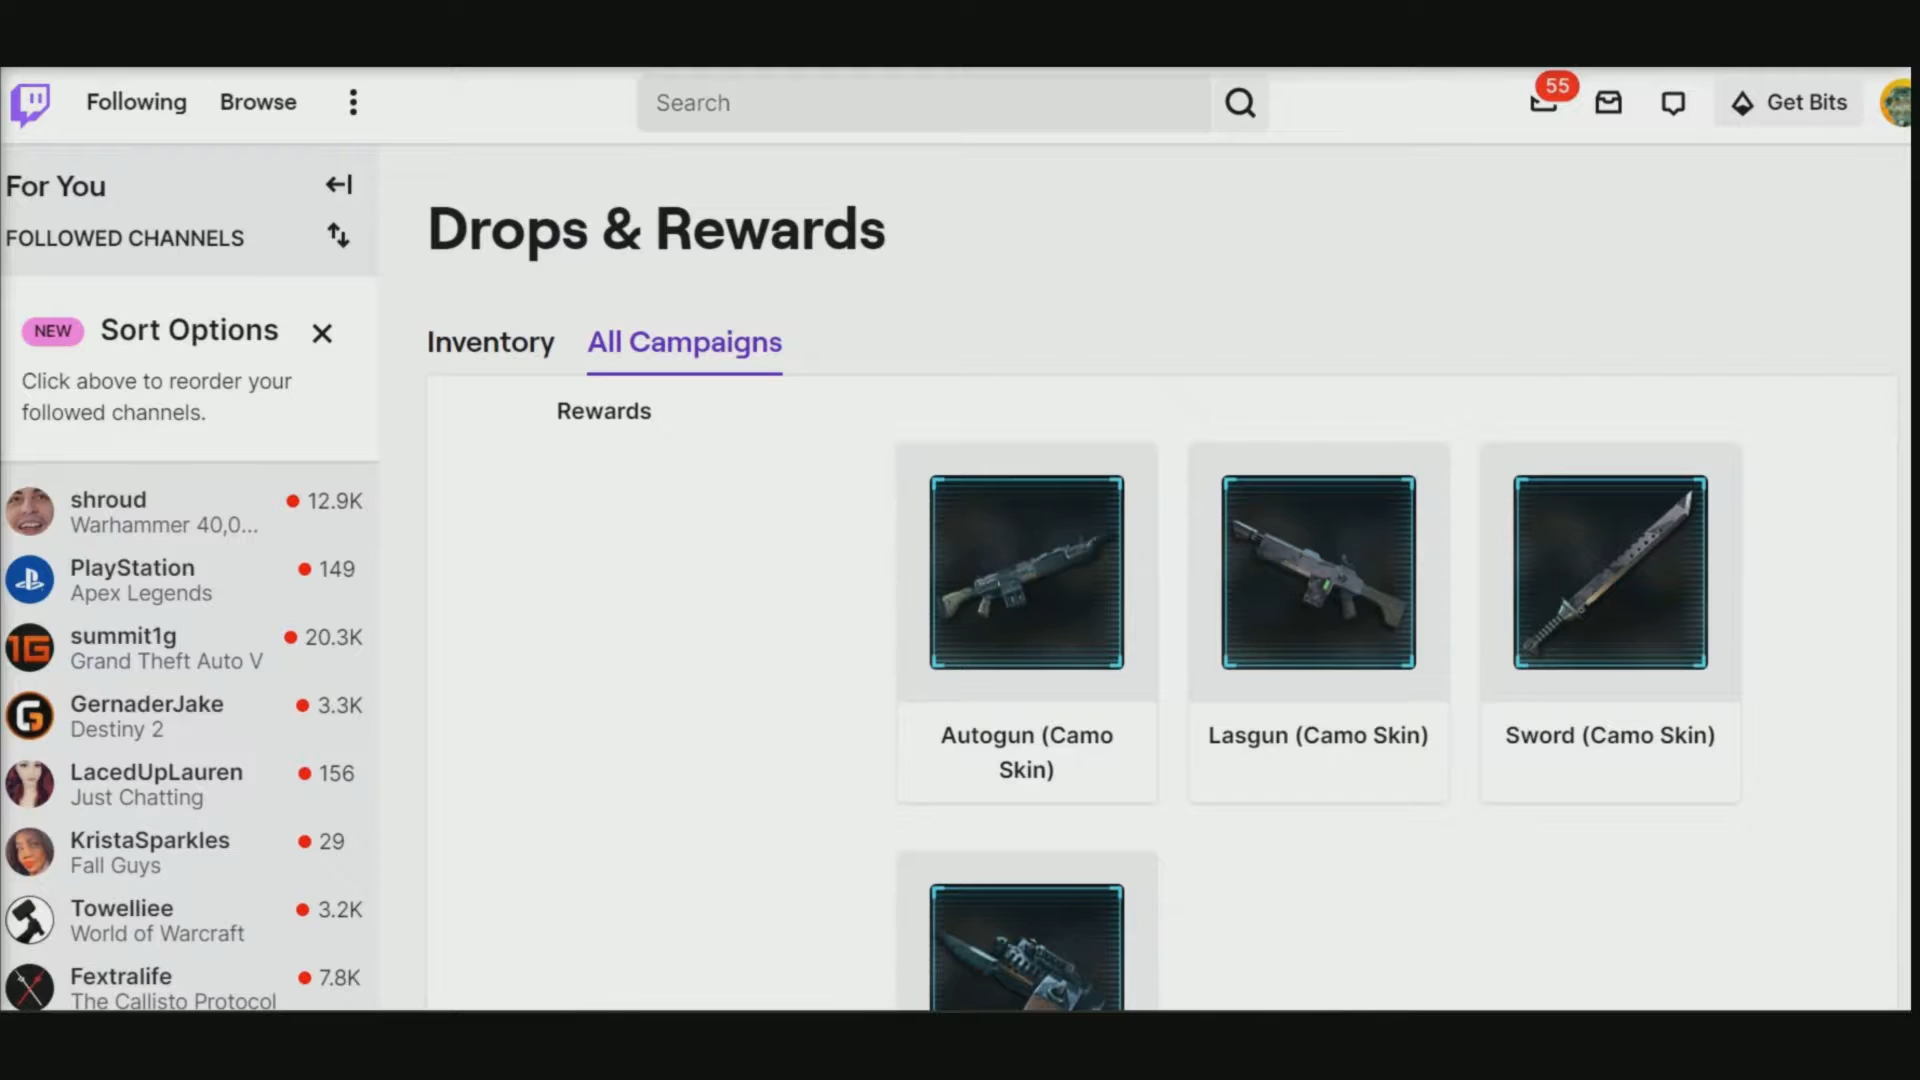 Following
Browse
Search
55
Get Bits
For You
FOLLOWED CHANNELS
NEW
Sort Options
Click above to reorder your
followed channels.
shroud
12.9K
Warhammer 40,0...
PlayStation
149
Apex Legends
summit1g
20.3K
Grand Theft Auto V
GernaderJake
3.3K
Destiny 2
LacedUpLauren
156
Just Chatting
KristaSparkles
29
Fall Guys
Towelliee
3.2K
World of Warcraft
Fextralife
7.8K
The Callisto Protocol
1G
G
Drops & Rewards
Inventory
All Campaigns
Rewards
Autogun (Camo
Skin)
Lasgun (Camo Skin)
Sword (Camo Skin)